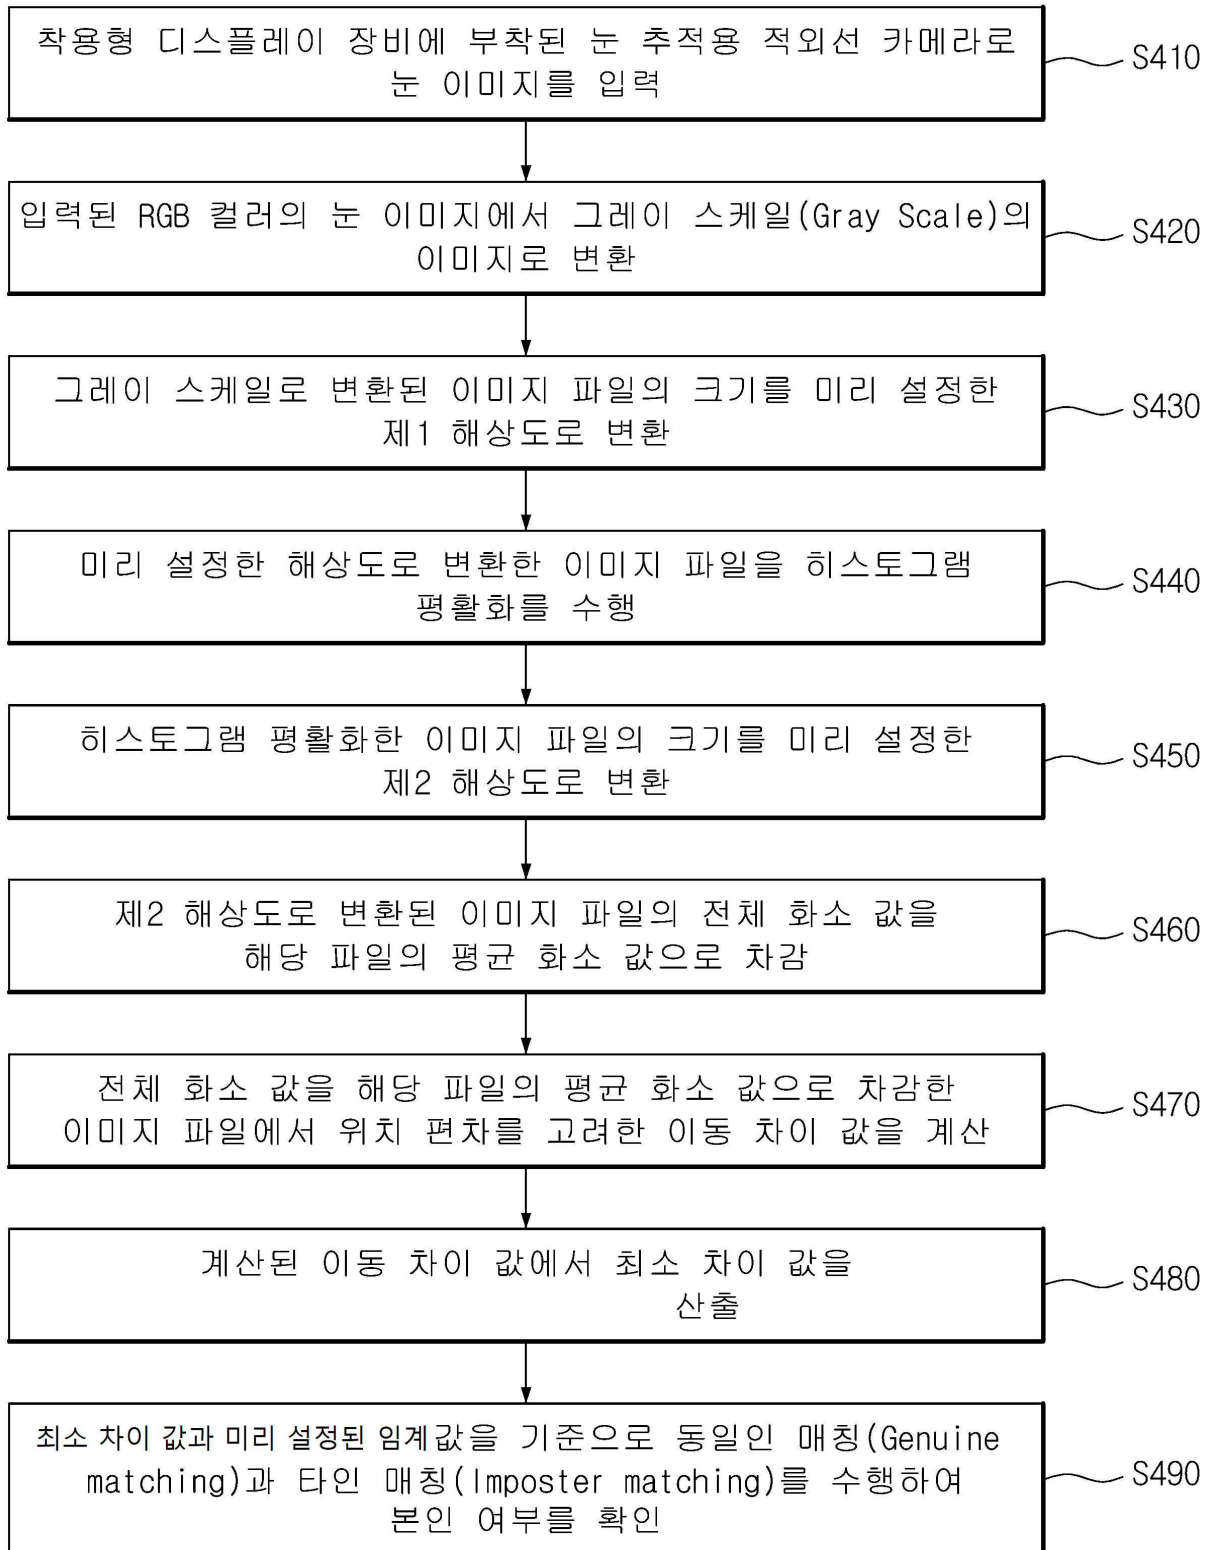 착용형 디스플레이 장비에 부착된 눈 추적용 적외선 카메라로
눈 이미지를 입력
S410
입력된 RGB 컬러의 눈 이미지에서 그레이 스케일(Gray Scale)의
이미지로 변환
S420
그레이 스케일로 변환된 이미지 파일의 크기를 미리 설정한
제1 해상도로 변환
S430
미리 설정한 해상도로 변환한 이미지 파일을 히스토그램
평활화를 수행
S440
히스토그램 평활화한 이미지 파일의 크기를 미리 설정한
제2 해상도로 변환
S450
제2 해상도로 변환된 이미지 파일의 전체 화소 값을
해당 파일의 평균 화소 값으로 차감
S460
전체 화소 값을 해당 파일의 평균 화소 값으로 차감한
이미지 파일에서 위치 편차를 고려한 이동 차이 값을 계산
S470
계산된 이동 차이 값에서 최소 차이 값을
산출
S480
최소 차이 값과 미리 설정된 임계값을 기준으로 동일인 매칭(Genuine
matching)과 타인 매칭(Imposter matching)를 수행하여
본인 여부를 확인
S490